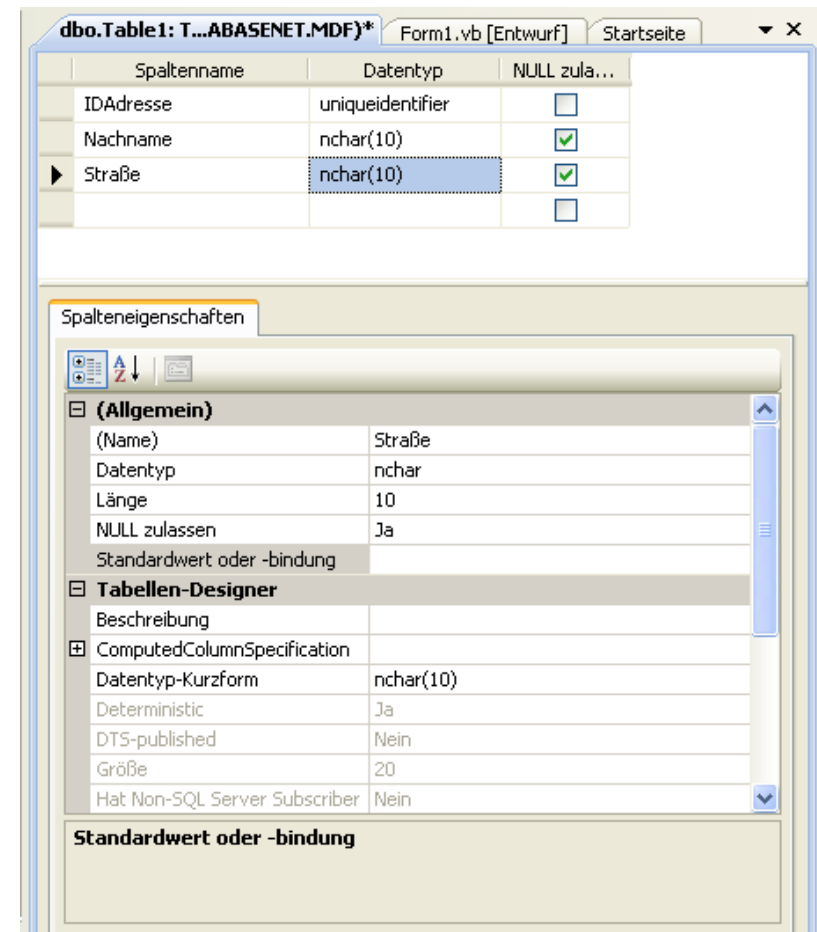 dbo.Table1: T...ABASENET.MDF)* Form1.vb [Entwurf] Startseite
Spaltenname Datentyp NULL zula...
IDAdresse uniqueidentifier
Nachname nchar(10)
Straße nchar(10)
Spalteneigenschaften
(Allgemein)
(Name) Straße
Datentyp nchar
Länge 10
NULL zulassen Ja
Standardwert oder -bindung
Tabellen-Designer
Beschreibung
ComputedColumnSpecification
Datentyp-Kurzform nchar(10)
Deterministic Ja
DTS-published Nein
Größe 20
Hat Non-SQL Server Subscriber Nein
Standardwert oder -bindung